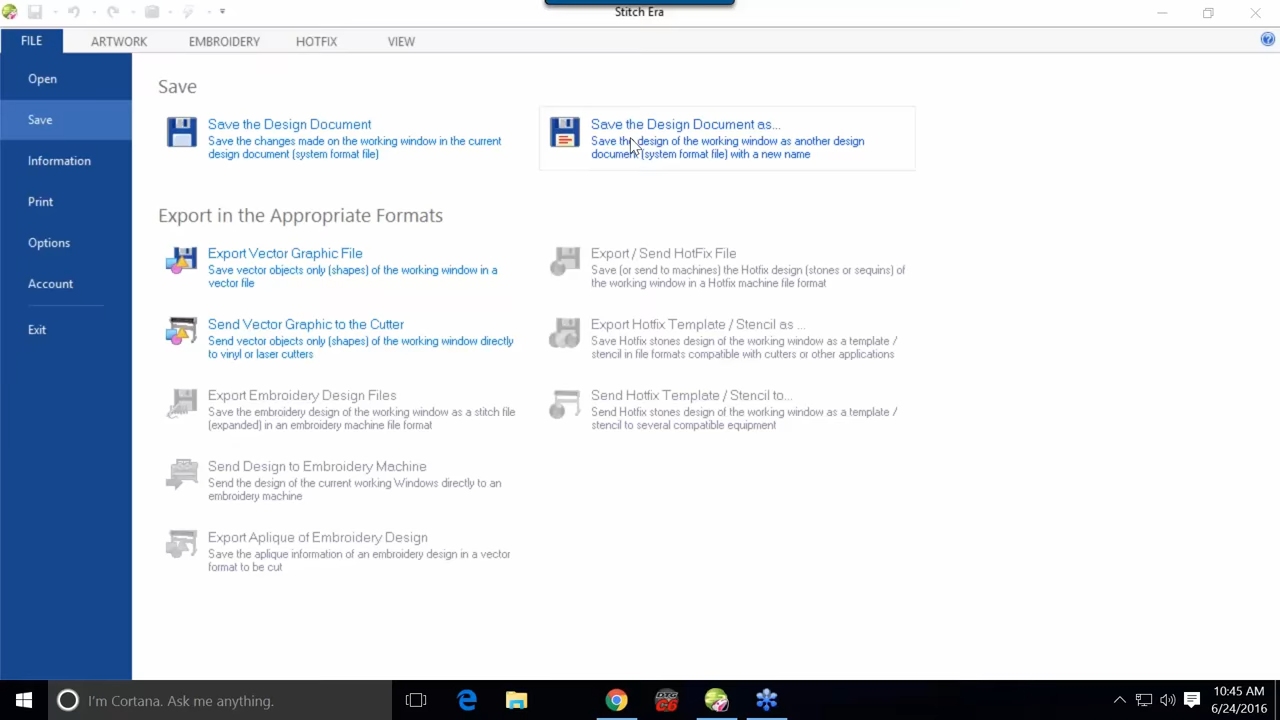 Stitch Era
FILE
ARTWORK
EMBROIDERY
HOTFIX
VIEW
Open
Save
Information
Print
Options
Account
Exit
Save
Save the Design Document
Save the changes made on the working window in the current
design document (system format file)
Save the Design Document as...
Save the design of the working window as another design
document (system format file) with a new name
Export in the Appropriate Formats
Export Vector Graphic File
Save vector objects only (shapes) of the working window in a
vector file
Export / Send HotFix File
Save (or send to machines) the Hotfix design (stones or sequins) of
the working window in a Hotfix machine file format
Send Vector Graphic to the Cutter
Send vector objects only (shapes) of the working window directly
to vinyl or laser cutters
Export Hotfix Template / Stencil as ...
Save Hotfix stones design of the working window as a template /
stencil in file formats compatible with cutters or other applications
Export Embroidery Design Files
Save the embroidery design of the working window as a stitch file
(expanded) in an embroidery machine file format
Send Hotfix Template / Stencil to...
Send Hotfix stones design of the working window as a template /
stencil to several compatible equipment
Send Design to Embroidery Machine
Send the design of the current working Windows directly to an
embroidery machine
Export Aplique of Embroidery Design
Save the aplique information of an embroidery design in a vector
format to be cut
I'm Cortana. Ask me anything.
10:45 AM
6/24/2016